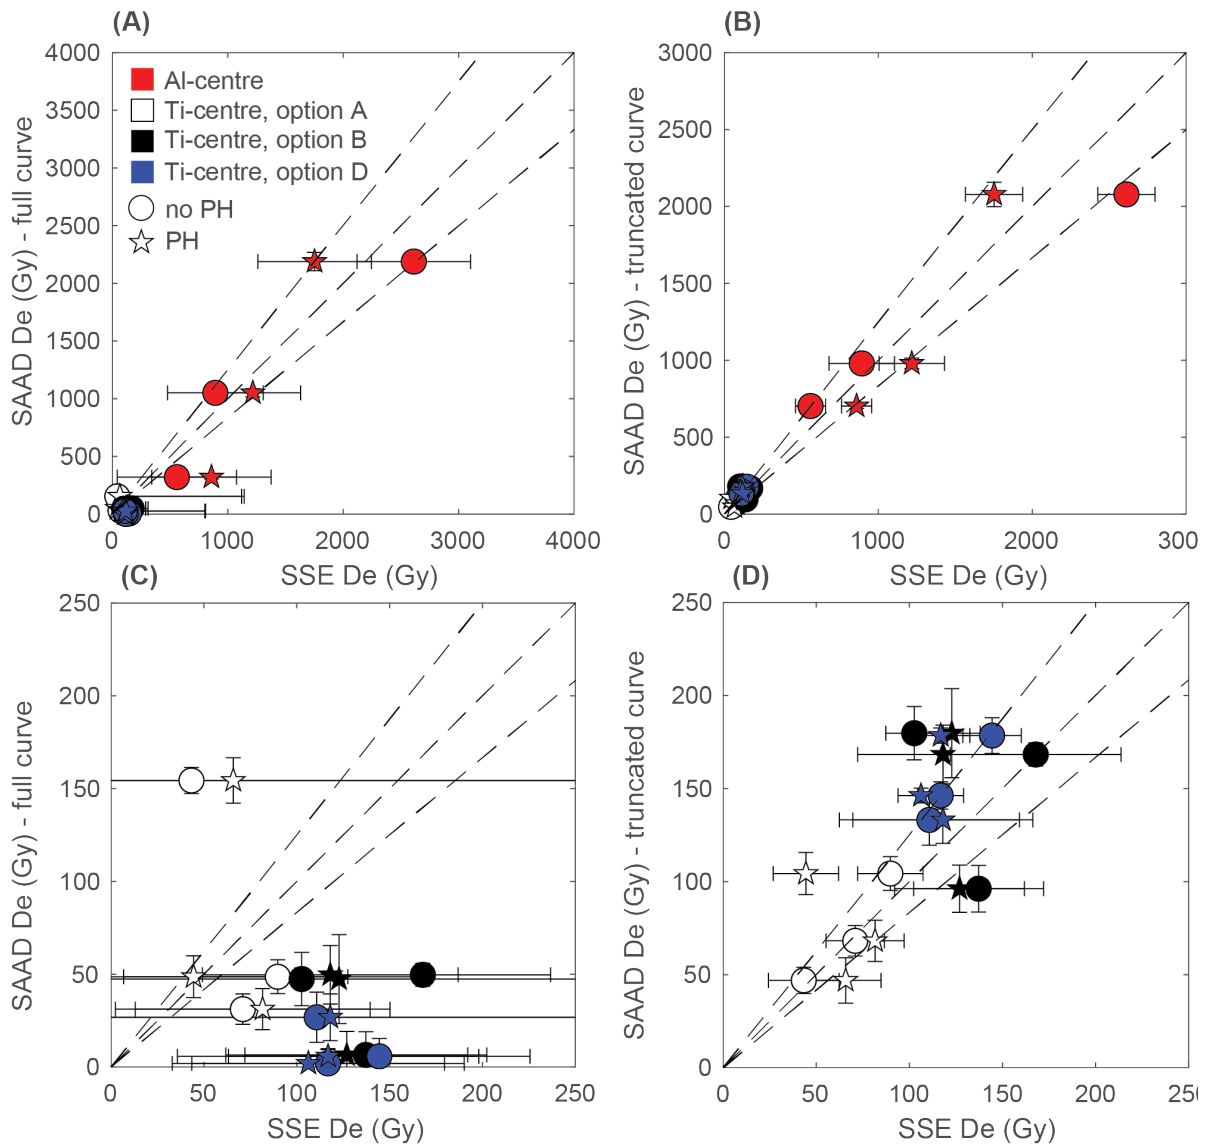 (A)
4000
3500
3000
2500
2000
1500
1000
500
0
SAAD De (Gy) - full curve
Al-centre
Ti-centre, option A
Ti-centre, option B
Ti-centre, option D
no PH
PH
0 1000 2000 3000 4000
SSE De (Gy)
(B)
3000
2500
2000
1500
1000
500
0
SAAD De (Gy) - truncated curve
0 1000 2000 300
SSE De (Gy)
(C)
250
200
150
100
50
0
SAAD De (Gy) - full curve
0 50 100 150 200 250
SSE De (Gy)
(D)
250
200
150
100
50
0
SAAD De (Gy) - truncated curve
0 50 100 150 200 250
SSE De (Gy)